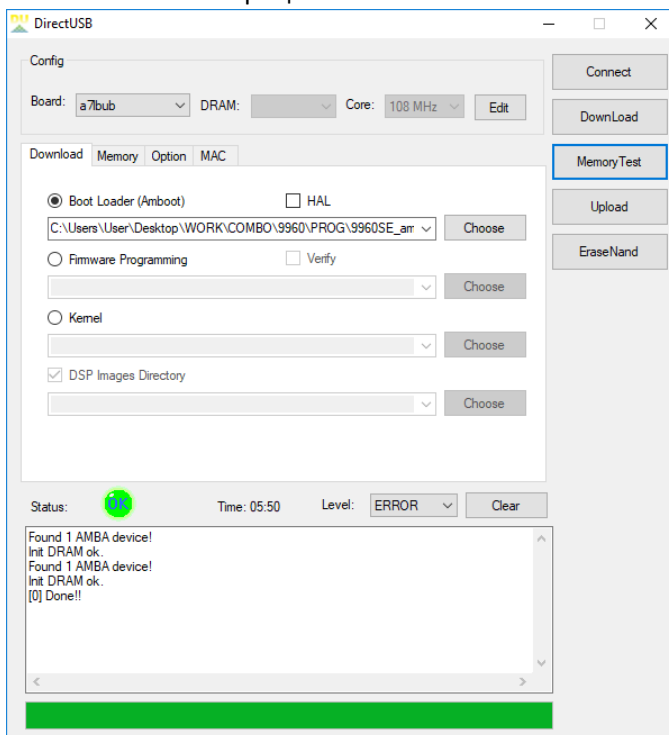 DirectUSB
Config
Board: a7lbub DRAM: Core: 108 MHz Edit
Connect
DownLoad
MemoryTest
Upload
EraseNand
Download Memory Option MAC
Boot Loader (Amboot) HAL
C:\Users\User\Desktop\WORK\COMBO\9960\PROG\9960SE_am Choose
Firmware Programming Verify
Choose
Kernel
Choose
DSP Images Directory
Choose
Status: OK Time: 05:50 Level: ERROR Clear
Found 1 AMBA device!
Init DRAM ok.
Found 1 AMBA device!
Init DRAM ok.
[0] Done!!